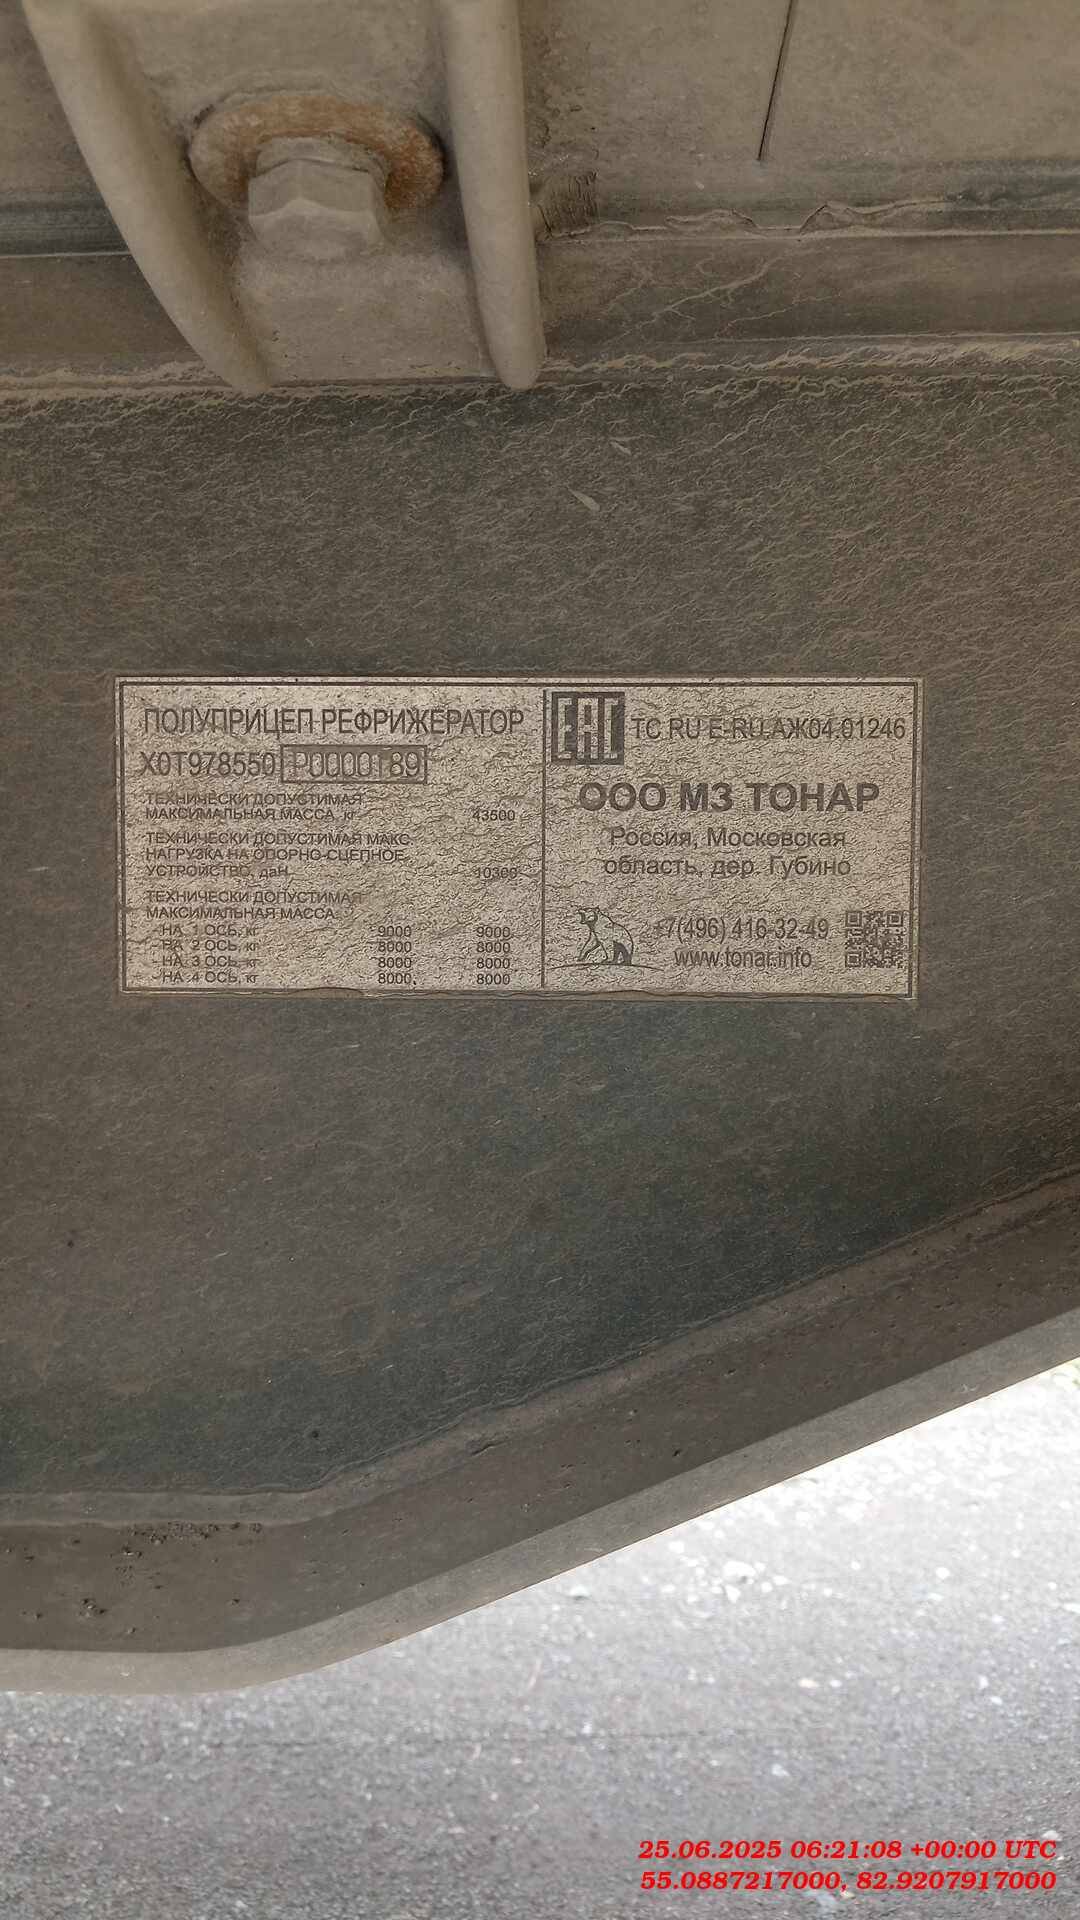 ПОЛУПРИЦЕП РЕФРИЖЕРАТОР
X0T978550 P0000189
ТЕХНИЧЕСКИ ДОПУСТИМАЯ
МАКСИМАЛЬНАЯ МАССА, кг 43500
ТЕХНИЧЕСКИ ДОПУСТИМАЯ МАКС.
НАГРУЗКА НА ОПОРНО-СЦЕПНОЕ
УСТРОЙСТВО, даН 10300
ТЕХНИЧЕСКИ ДОПУСТИМАЯ
МАКСИМАЛЬНАЯ МАССА:
НА 1 ОСЬ, кг 9000 9000
НА 2 ОСЬ, кг 8000 8000
НА 3 ОСЬ, кг 8000 8000
НА 4 ОСЬ, кг 8000 8000
EAC ТС RU E-RU.АЖ04.01246
ООО МЗ ТОНАР
Россия, Московская
область, дер. Губино
+7(496) 416-32-49
www.tonar.info
25.06.2025 06:21:08 +00:00 UTC
55.0887217000, 82.9207917000